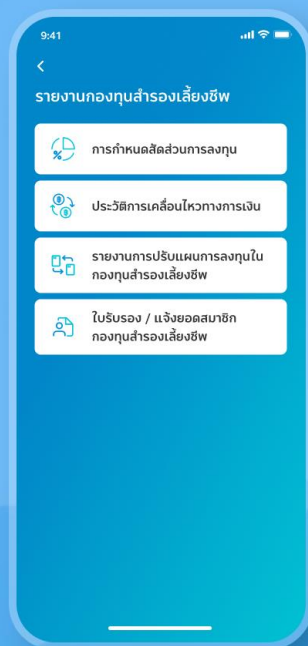 9:41
รายงานกองทุนสำรองเลี้ยงชีพ
%
การกำหนดสัดส่วนการลงทุน
ประวัติการเคลื่อนไหวทางการเงิน
รายงานการปรับแผนการลงทุนใน
กองทุนสำรองเลี้ยงชีพ
ใบรับรอง / แจ้งยอดสมาชิก
กองทุนสำรองเลี้ยงชีพ